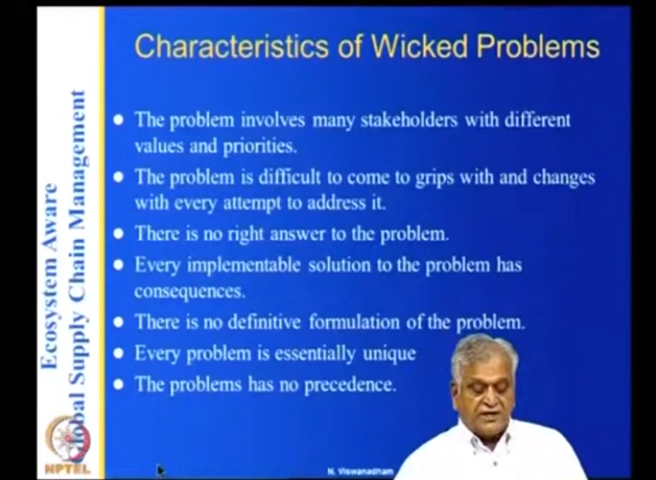 Characteristics of Wicked Problems
The problem involves many stakeholders with different
values and priorities.
The problem is difficult to come to grips with and changes
with every attempt to address it.
There is no right answer to the problem.
Every implementable solution to the problem has
consequences.
There is no definitive formulation of the problem.
Every problem is essentially unique
The problems has no precedence.
Ecosystem Aware
Global Supply Chain Management
NPTEL
N. Viswanadham